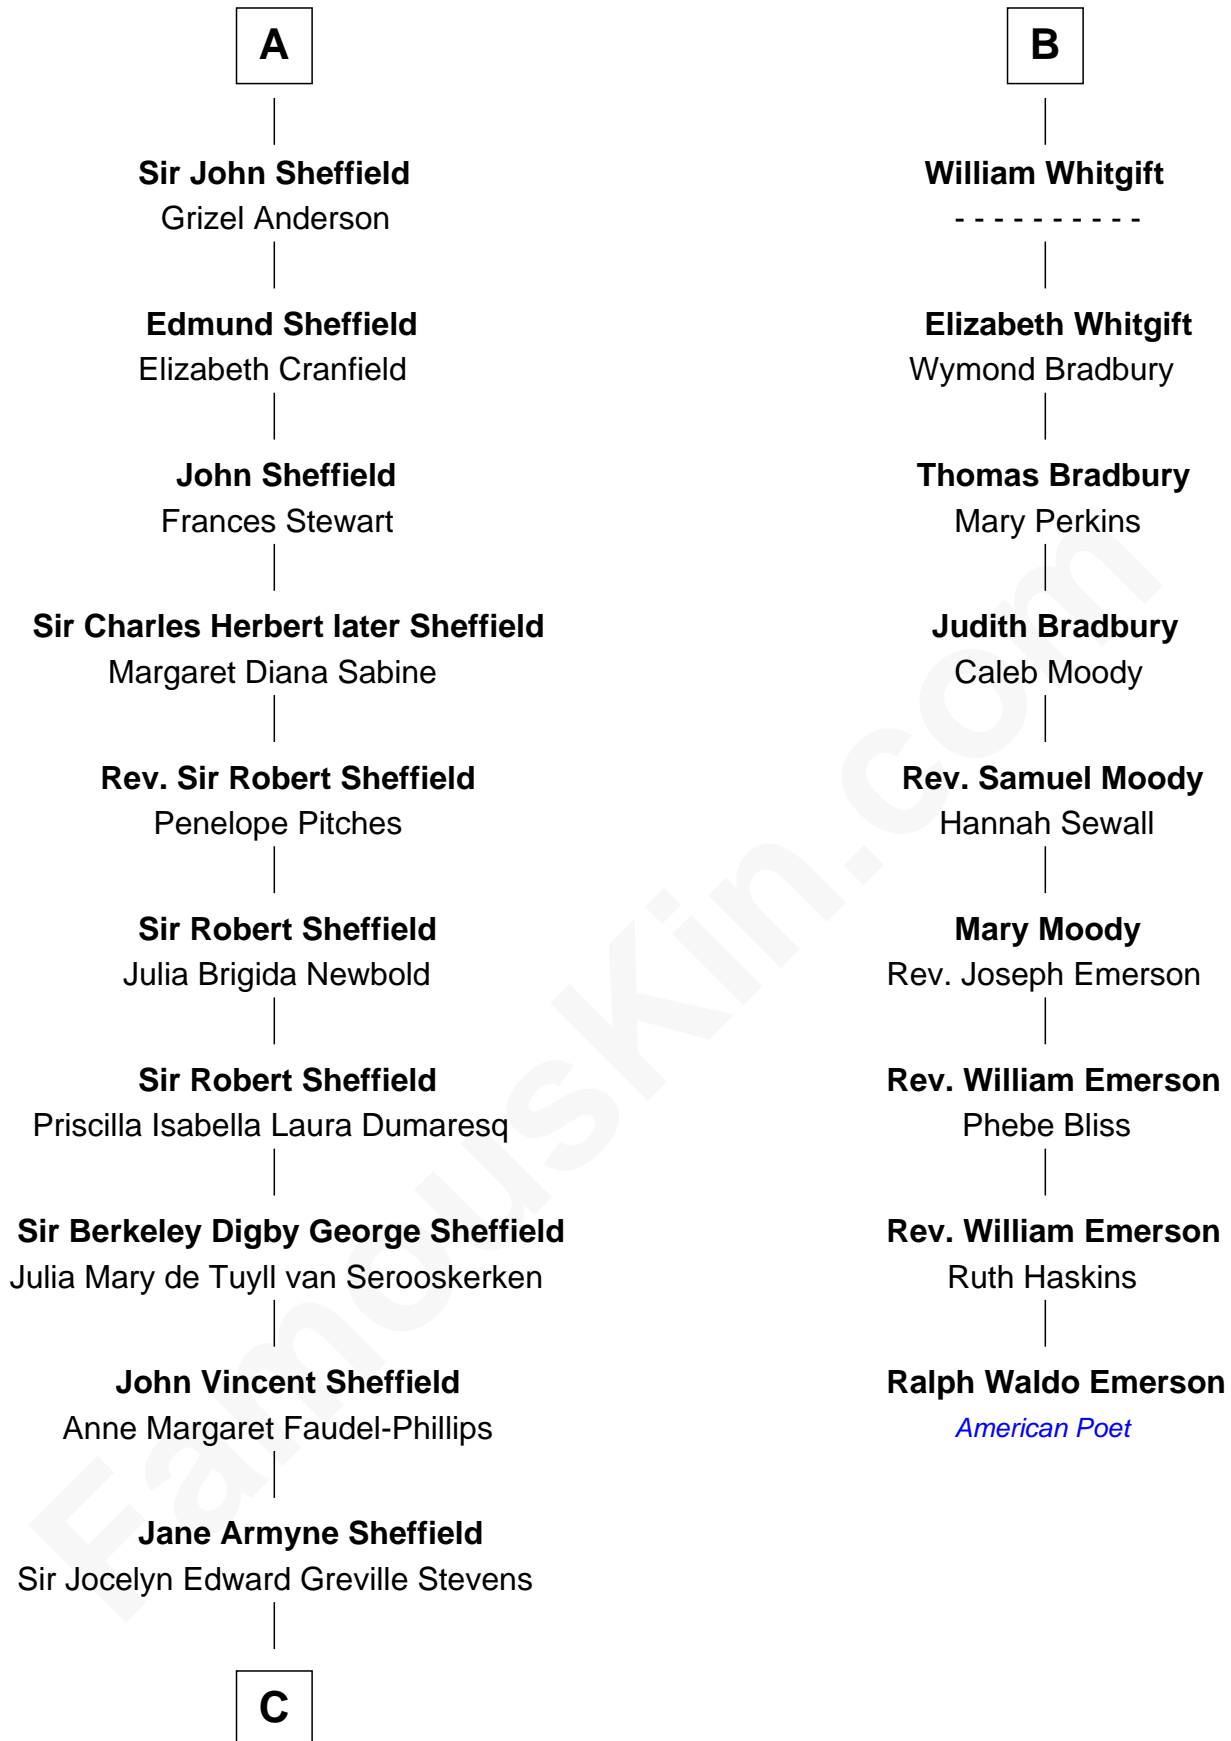 A
Sir John Sheffield
Grizel Anderson
Edmund Sheffield
Elizabeth Cranfield
John Sheffield
Frances Stewart
Sir Charles Herbert later Sheffield
Margaret Diana Sabine
Rev. Sir Robert Sheffield
Penelope Pitches
Sir Robert Sheffield
Julia Brigida Newbold
Sir Robert Sheffield
Priscilla Isabella Laura Dumaresq
Sir Berkeley Digby George Sheffield
Julia Mary de Tuyll van Serooskerken
John Vincent Sheffield
Anne Margaret Faudel-Phillips
Jane Armyne Sheffield
Sir Jocelyn Edward Greville Stevens
C
B
William Whitgift
- - - - - - - - - -
Elizabeth Whitgift
Wymond Bradbury
Thomas Bradbury
Mary Perkins
Judith Bradbury
Caleb Moody
Rev. Samuel Moody
Hannah Sewall
Mary Moody
Rev. Joseph Emerson
Rev. William Emerson
Phebe Bliss
Rev. William Emerson
Ruth Haskins
Ralph Waldo Emerson
American Poet
FamousKin.com